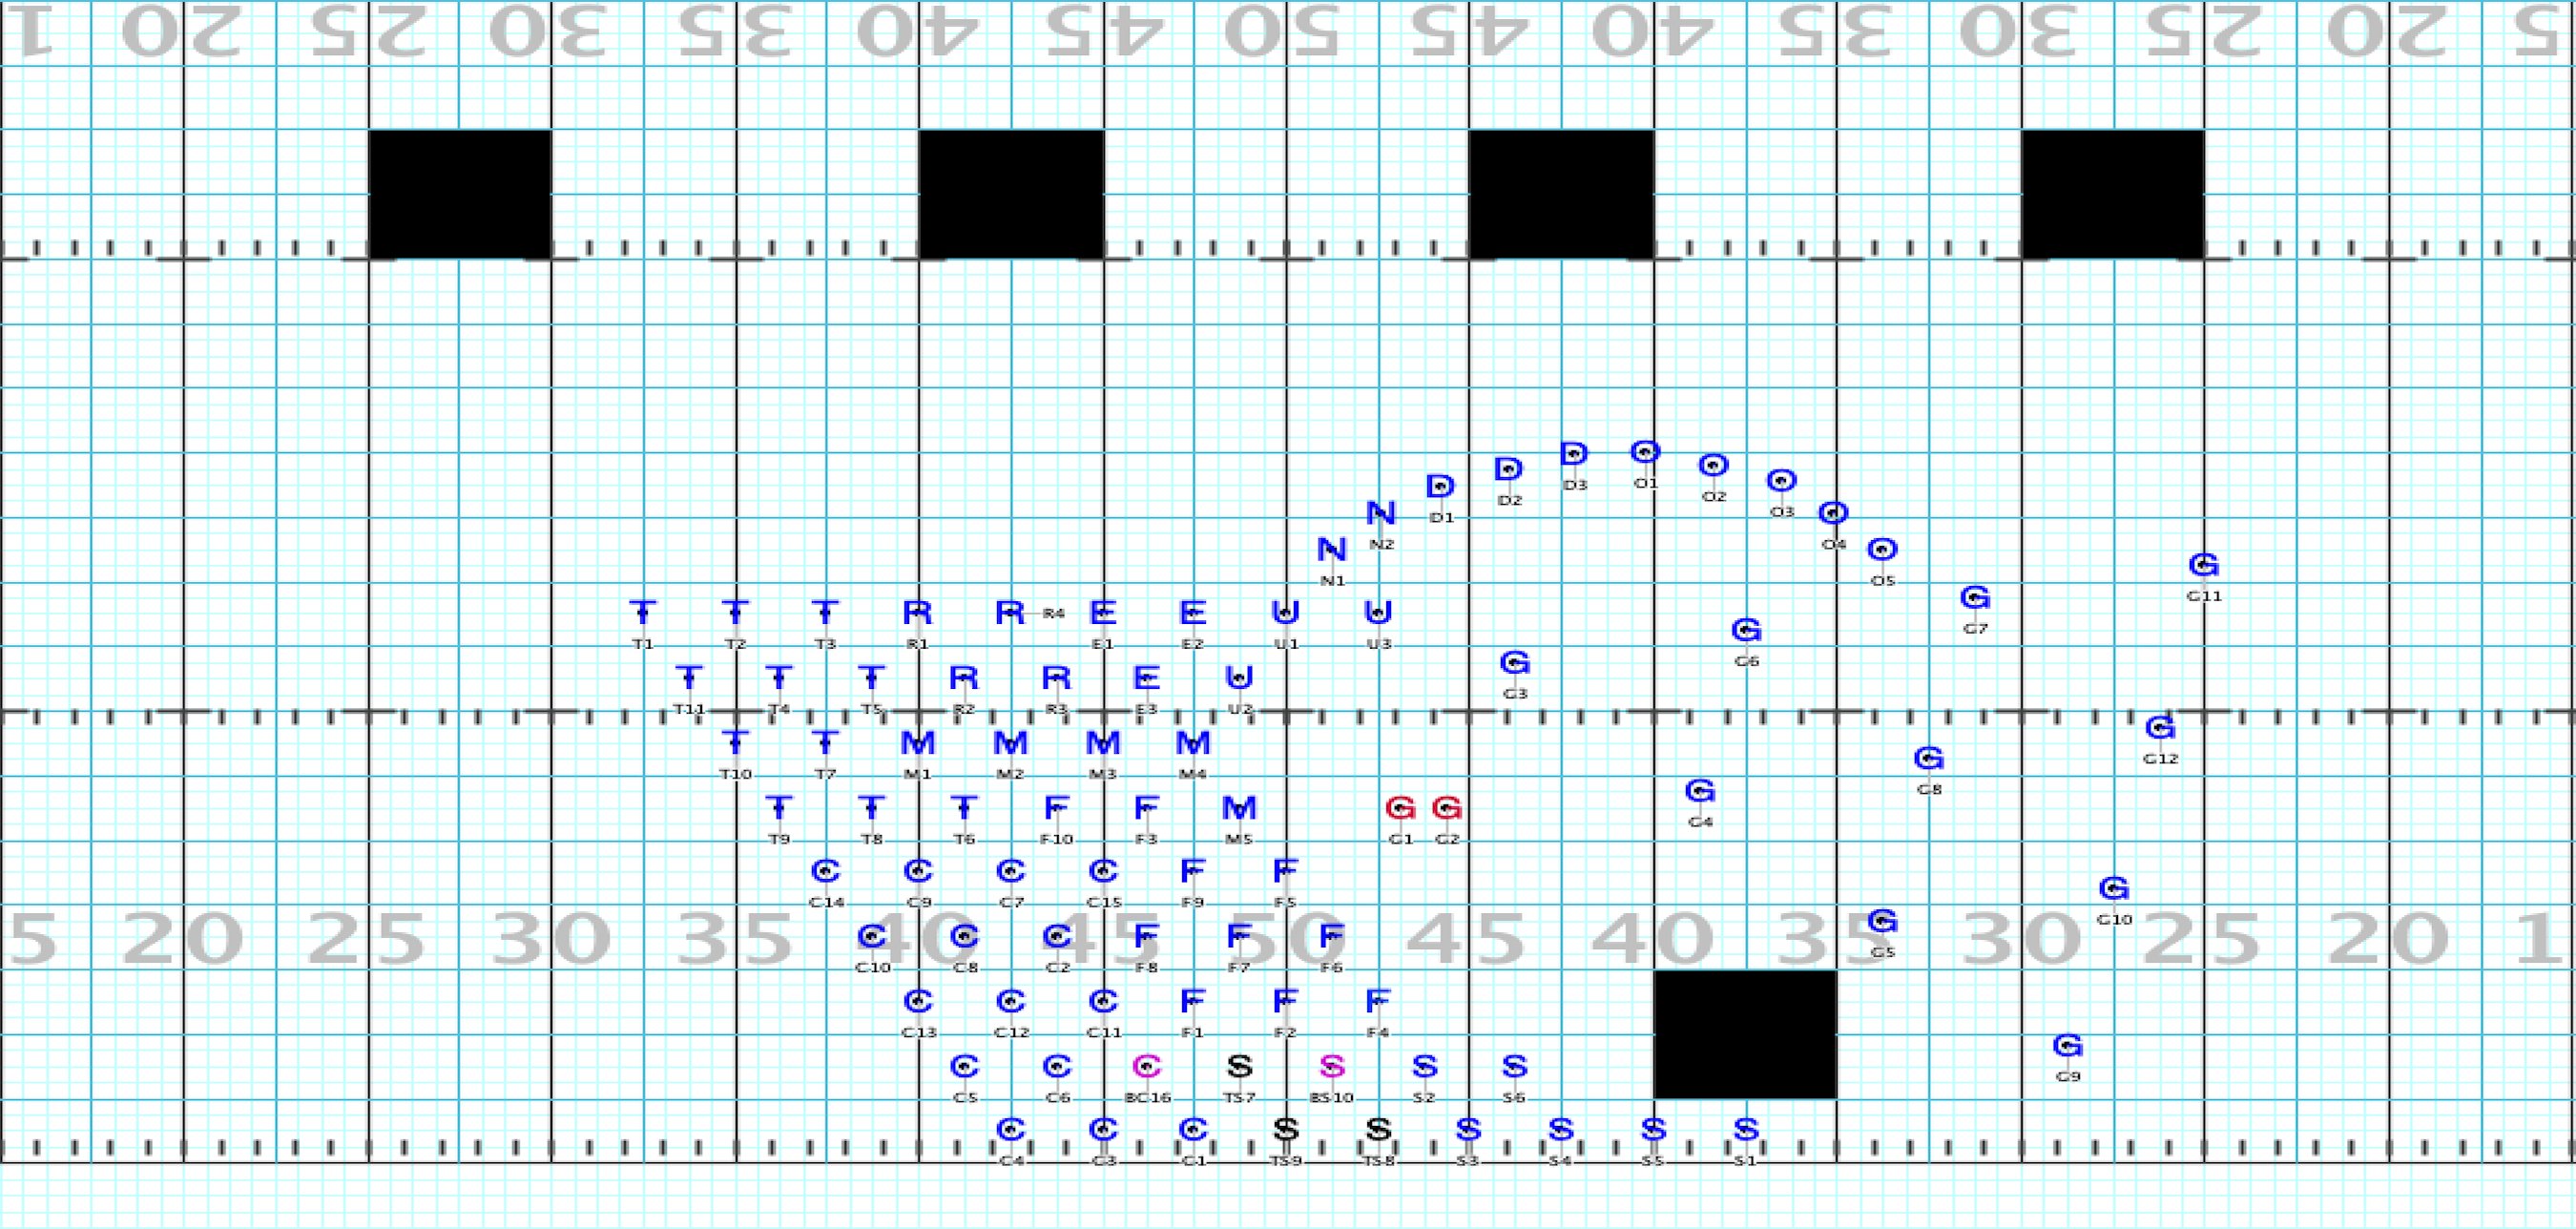 1 20 25 30 35 40 45 50 45 40 35 30 25 20 5
D D O O O O
D1 D2 D3 O1 O2 O3
N D O
N2 O4
N O G
N1 O5 G11
T T T R R R4 E E U U G G
T1 T2 T3 R1 E1 E2 U1 U3 G6 G7
T T T R R E U G
T11 T4 T5 R2 R3 E3 U2 G3
T T M M M M G G
T10 T7 M1 M2 M3 M4 G8 G12
T T T F F M G G G
T9 T8 T6 F10 F3 M5 G1 G2 G4
C C C C F F G
C14 C9 C7 C15 F9 F5 G10
5 20 25 30 35 40 45 50 45 40 35 30 25 20 1
C C C F F F G
C10 C8 C2 F8 F7 F6 G5
C C C F F F
C13 C12 C11 F1 F2 F4
C C C S S S S G
C5 C6 BC16 TS7 BS10 S2 S6 G9
C C C S S S S S S
C4 C3 C1 TS9 TS8 S3 S4 S5 S1